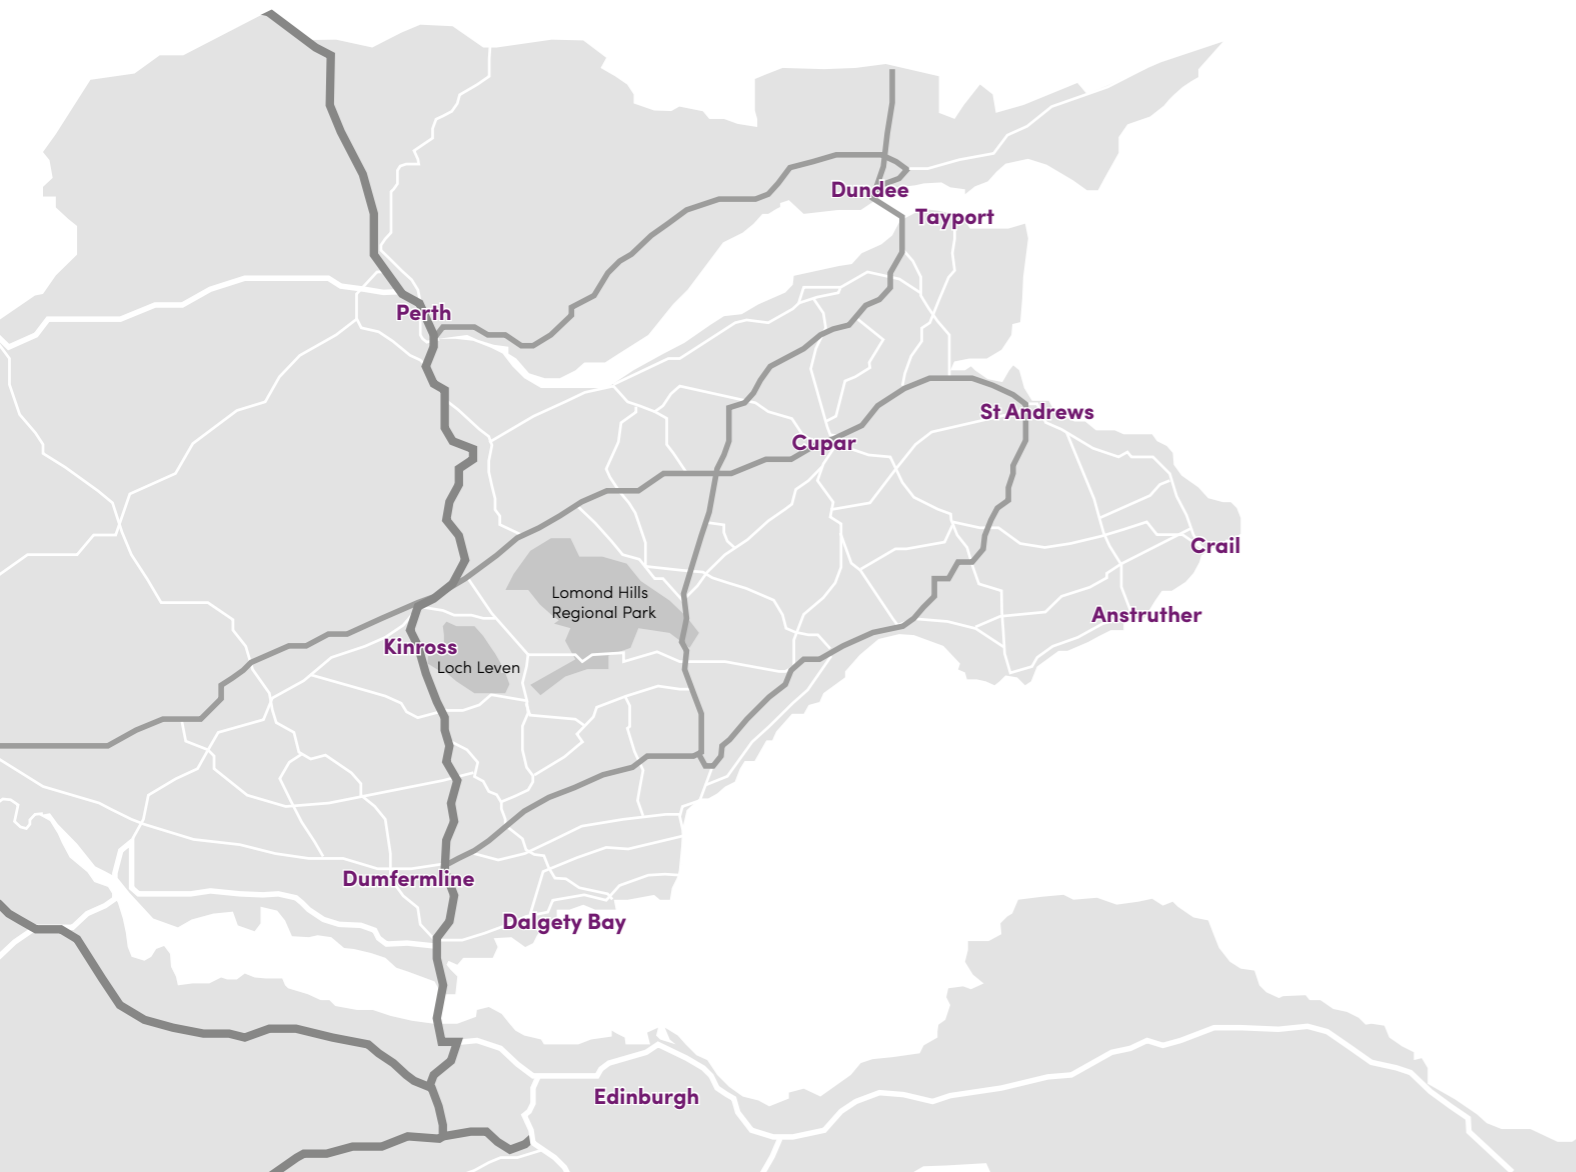 Dundee
Tayport
Perth
St Andrews
Cupar
Crail
Lomond Hills
Regional Park
Anstruther
Kinross
Loch Leven
Dumfermline
Dalgety Bay
Edinburgh